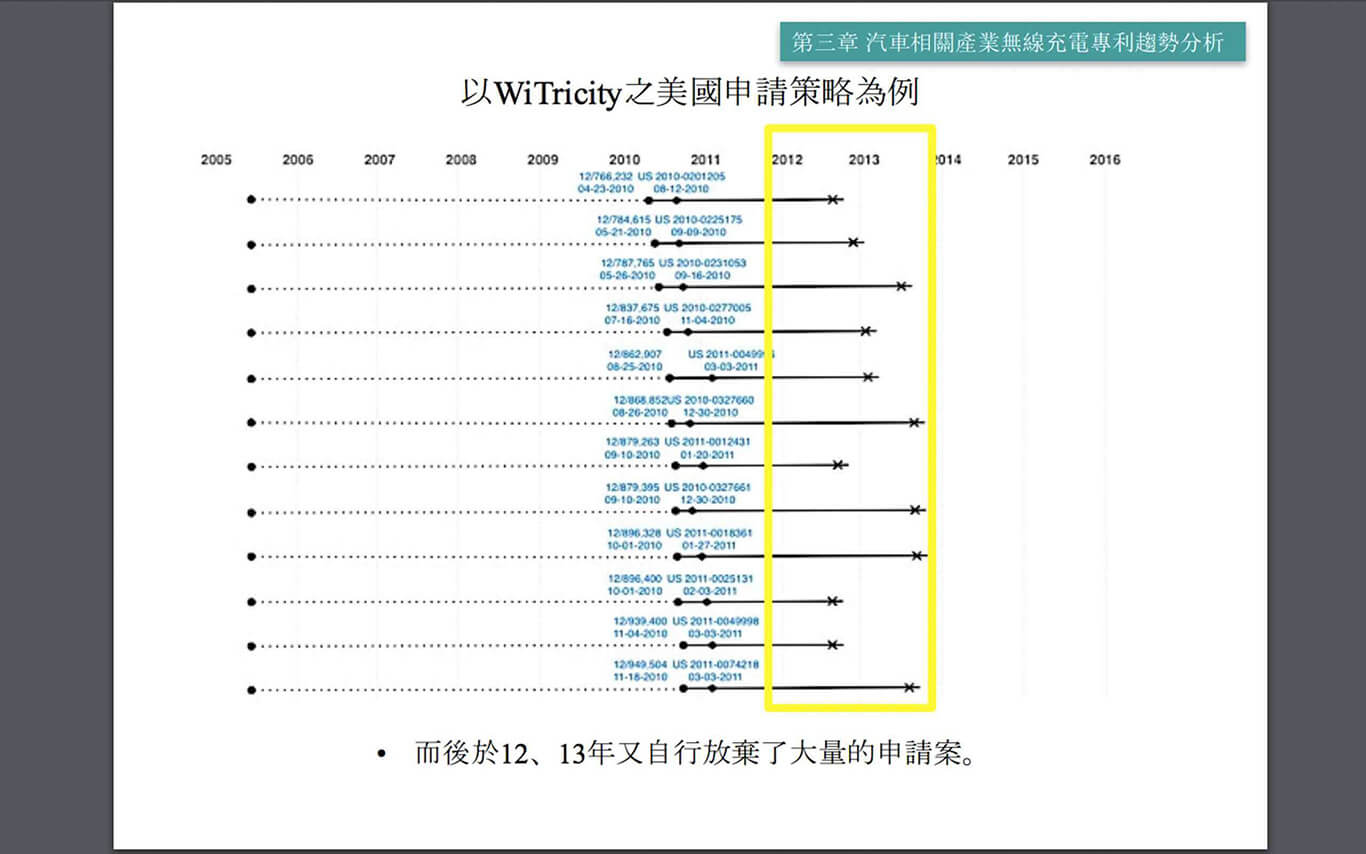 第三章 汽車相關產業無線充電專利趨勢分析
以WiTricity之美國申請策略為例
2005 2006 2007 2008 2009 2010 2011 2012 2013 2014 2015 2016
12/766,232 US 2010-0201205
04-23-2010 08-12-2010
12/784,615 US 2010-0225175
05-21-2010 09-09-2010
12/787,765 US 2010-0231053
05-26-2010 09-16-2010
12/837,675 US 2010-0277005
07-16-2010 11-04-2010
12/862,907 US 2011-00499
08-25-2010 03-03-2011
12/868,852 US 2010-0327660
08-26-2010 12-30-2010
12/879,263 US 2011-0012431
09-10-2010 01-20-2011
12/879,395 US 2010-0327661
09-10-2010 12-30-2010
12/896,328 US 2011-0018361
10-01-2010 01-27-2011
12/896,400 US 2011-0025131
10-01-2010 02-03-2011
12/939,400 US 2011-0049998
11-04-2010 03-03-2011
12/949,504 US 2011-0074218
11-18-2010 03-03-2011
• 而後於12、13年又自行放棄了大量的申請案。